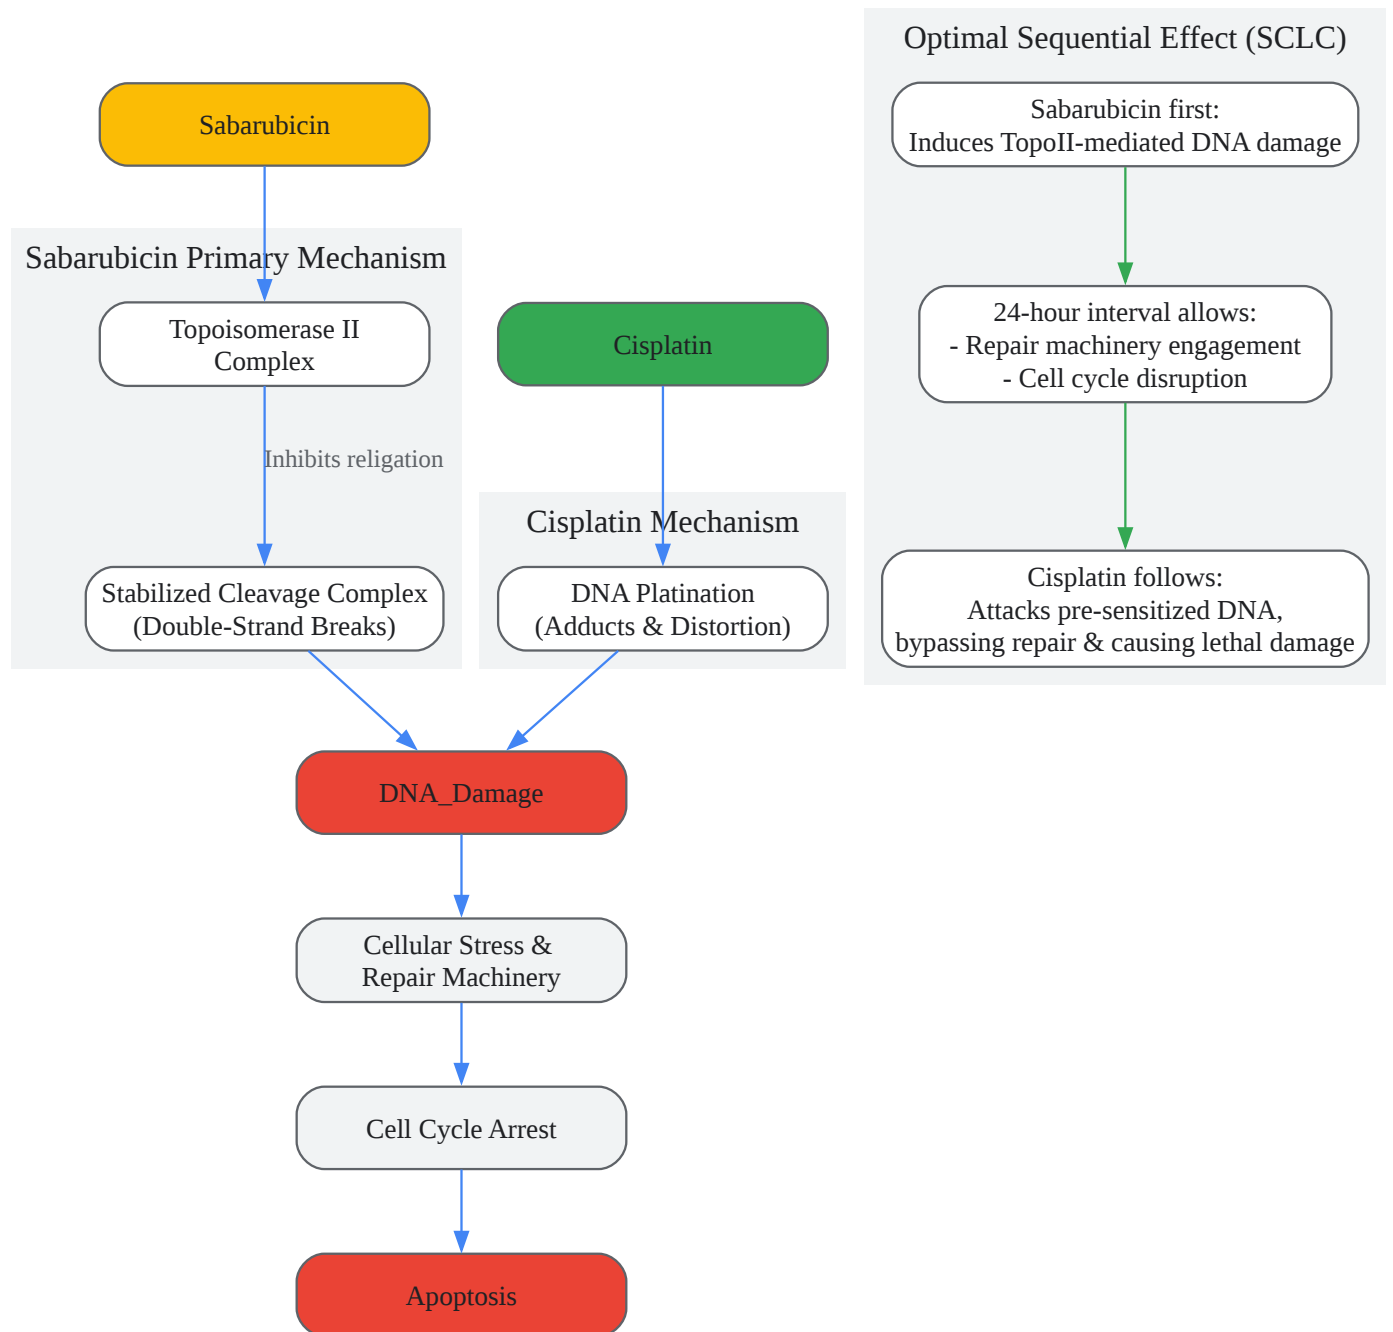 Sabarubicin
Sabarubicin Primary Mechanism
Topoisomerase II
Complex
Inhibits religation
Stabilized Cleavage Complex
(Double-Strand Breaks)
Cisplatin
Cisplatin Mechanism
DNA Platination
(Adducts & Distortion)
DNA_Damage
Cellular Stress &
Repair Machinery
Cell Cycle Arrest
Apoptosis
Optimal Sequential Effect (SCLC)
Sabarubicin first:
Induces TopoII-mediated DNA damage
24-hour interval allows:
- Repair machinery engagement
- Cell cycle disruption
Cisplatin follows:
Attacks pre-sensitized DNA,
bypassing repair & causing lethal damage